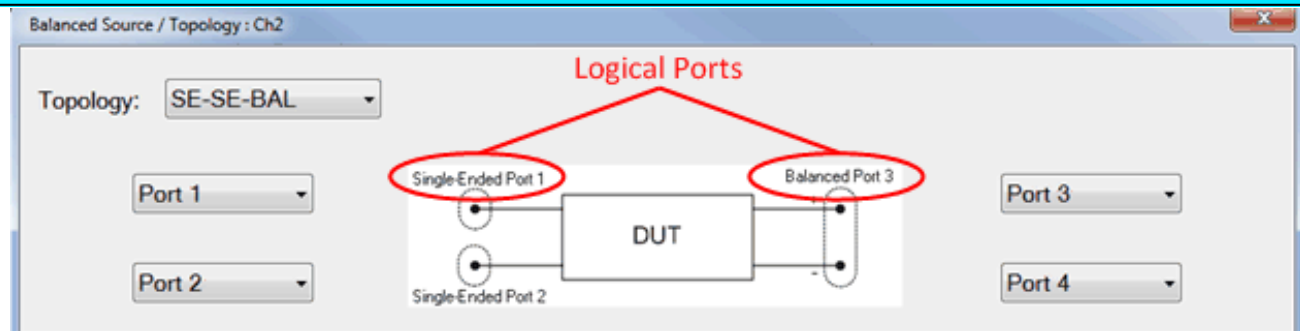 Balanced Source / Topology : Ch2
Logical Ports
Topology: SE-SE-BAL
Port 1
Single-Ended Port 1
Balanced Port 3
Port 3
+
DUT
Port 2
-
Port 4
Single-Ended Port 2